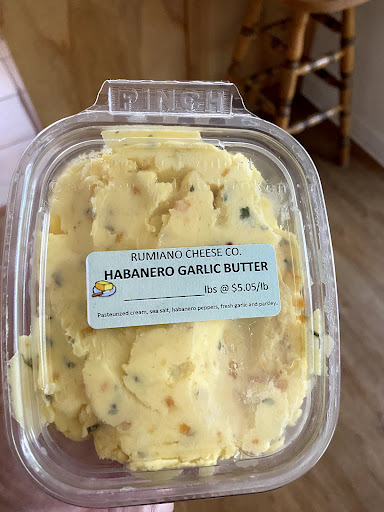 PINCH
RUMIANO CHEESE CO.
HABANERO GARLIC BUTTER
lbs @ $5.05/lb
Pasteurized cream, sea salt, habanero peppers, fresh garlic and parsley.